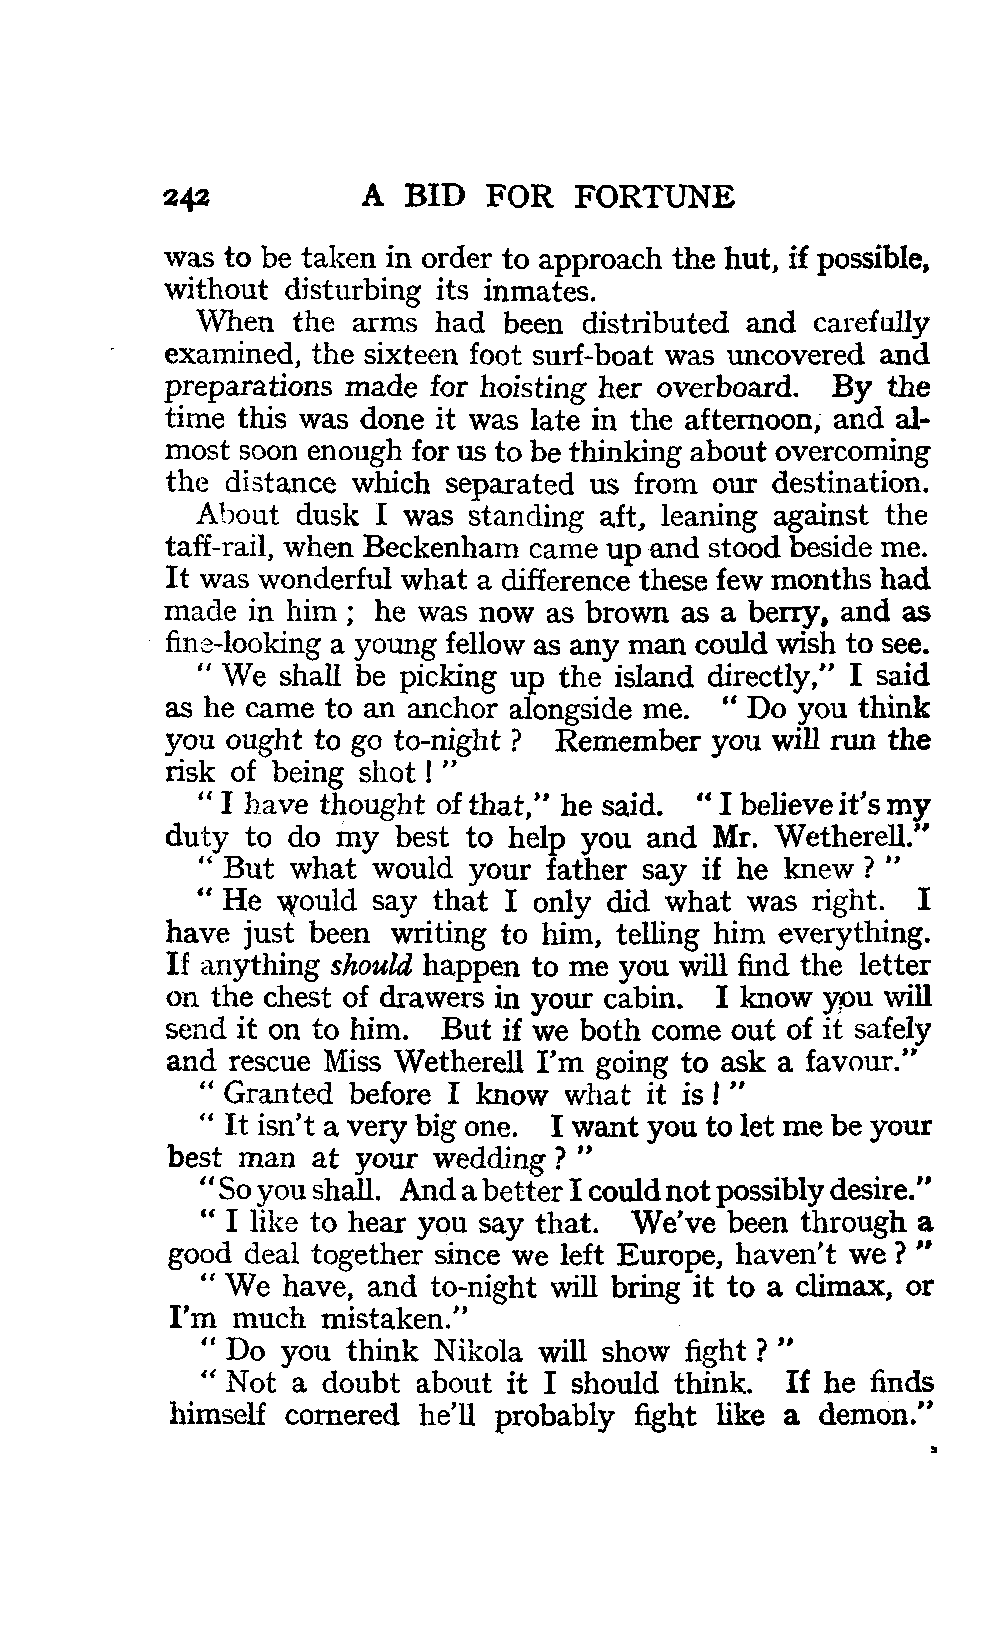 242 A BID FOR FORTUNE
was to be taken in order to approach the hut, if possible,
without disturbing its inmates.
When the arms had been distributed and carefully
examined, the sixteen foot surf-boat was uncovered and
preparations made for hoisting her overboard. By the
time this was done it was late in the afternoon, and al-
most soon enough for us to be thinking about overcoming
the distance which separated us from our destination.
About dusk I was standing aft, leaning against the
taff-rail, when Beckenham came up and stood beside me.
It was wonderful what a difference these few months had
made in him ; he was now as brown as a berry, and as
fine-looking a young fellow as any man could wish to see.
" We shall be picking up the island directly," I said
as he came to an anchor alongside me. " Do you think
you ought to go to-night ? Remember you will run the
risk of being shot ! "
" I have thought of that," he said. " I believe it's my
duty to do my best to help you and Mr. Wetherell."
" But what would your father say if he knew ? "
" He would say that I only did what was right. I
have just been writing to him, telling him everything.
If anything should happen to me you will find the letter
on the chest of drawers in your cabin. I know you will
send it on to him. But if we both come out of it safely
and rescue Miss Wetherell I'm going to ask a favour."
" Granted before I know what it is ! "
" It isn't a very big one. I want you to let me be your
best man at your wedding ? "
" So you shall. And a better I could not possibly desire."
" I like to hear you say that. We've been through a
good deal together since we left Europe, haven't we ? "
" We have, and to-night will bring it to a climax, or
I'm much mistaken."
" Do you think Nikola will show fight ? "
" Not a doubt about it I should think. If he finds
himself cornered he'll probably fight like a demon."